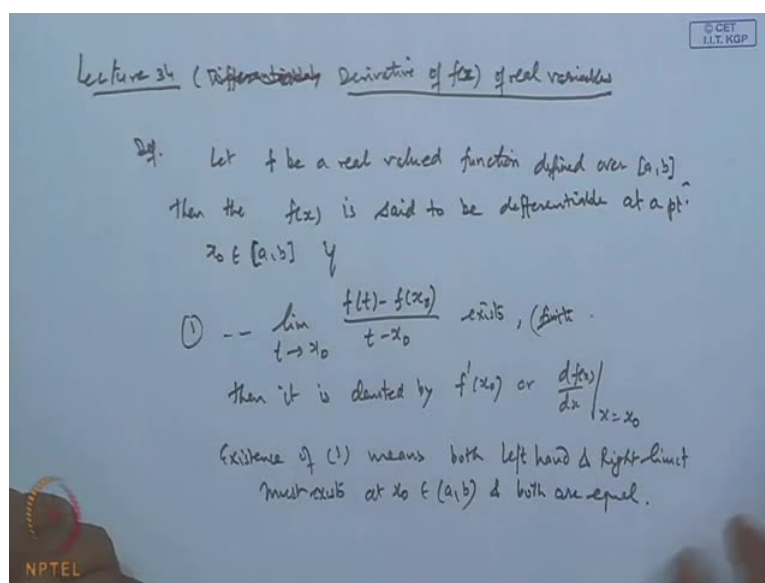 © CET
I.I.T. KGP
Lecture 34 ( Differentiability Derivative of f(x) of real variables
Def. Let f be a real valued function defined over [a,b]
then the f(x) is said to be differentiable at a pt.
x₀ ∈ [a,b] if
① -- lim t→x₀ f(t)-f(x₀) / t-x₀ exists, (finite .
then it is denoted by f'(x₀) or df(x)/dx | x=x₀
Existence of (1) means both left hand & Right limit
must exists at x₀ ∈ (a,b) & both are equal.
NPTEL